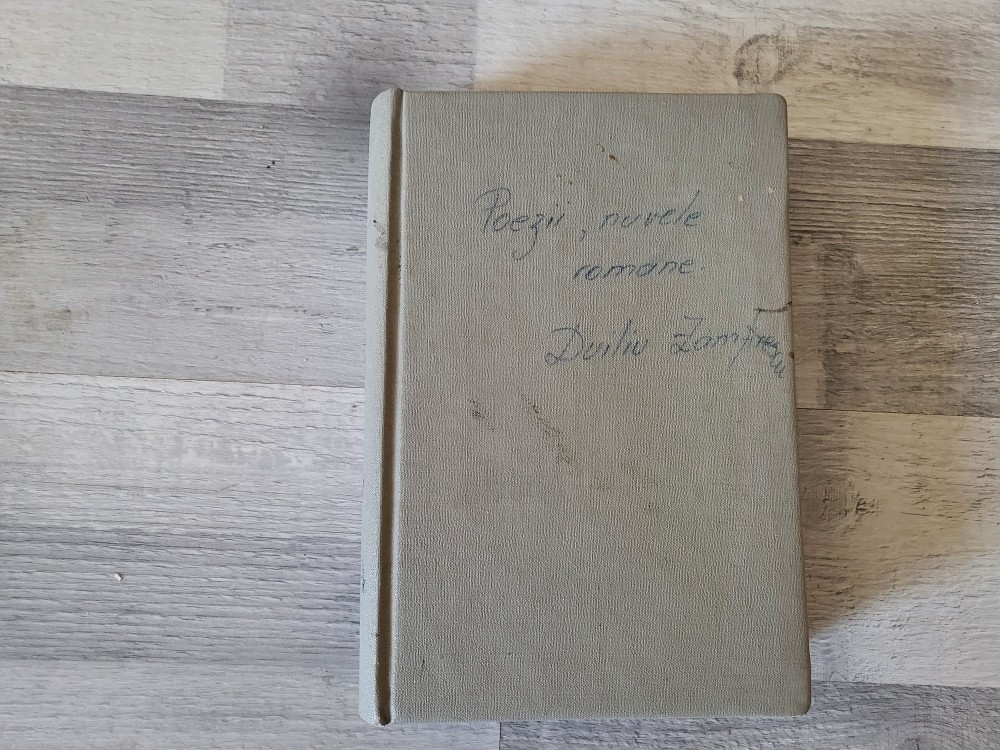 Poezii, nuvele
romane.
Duiliu Zamfirescu